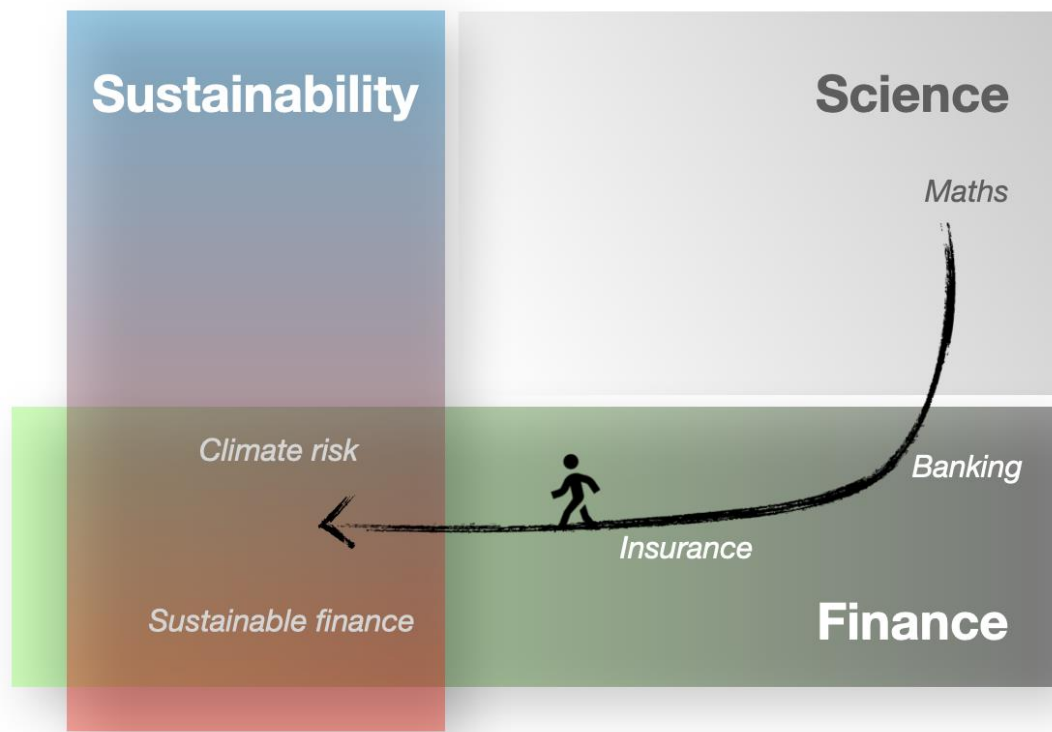 Sustainability
Science
Maths
Climate risk
Banking
Insurance
Sustainable finance
Finance